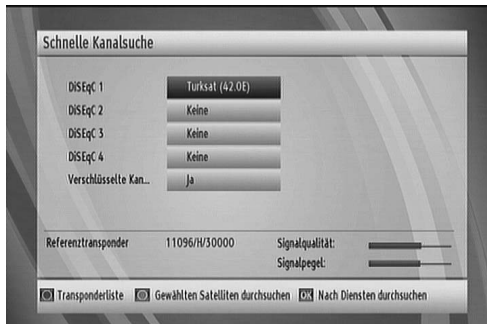 Schnelle Kanalsuche
DiSEqC 1 Turksat (42.0E)
DiSEqC 2 Keine
DiSEqC 3 Keine
DiSEqC 4 Keine
Verschlüsselte Kan... Ja
Referenztransponder 11096/H/30000 Signalqualität:
Signalpegel:
Transponderliste Gewählten Satelliten durchsuchen OK Nach Diensten durchsuchen